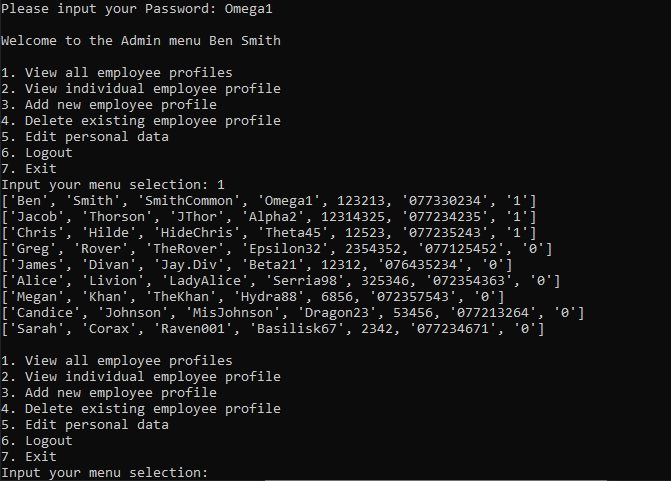 Please input your Password: Omega1
Welcome to the Admin menu Ben Smith
1. View all employee profiles
2. View individual employee profile
3. Add new employee profile
4. Delete existing employee profile
5. Edit personal data
6. Logout
7. Exit
Input your menu selection: 1
['Ben', 'Smith', 'SmithCommon', 'Omega1', 123213, '077330234', '1']
['Jacob', 'Thorson', 'JThor', 'Alpha2', 12314325, '077234235', '1']
['Chris', 'Hilde', 'HideChris', 'Theta45', 12523, '077235243', '1']
['Greg', 'Rover', 'TheRover', 'Epsilon32', 2354352, '077125452', '0']
['James', 'Divan', 'Jay.Div', 'Beta21', 12312, '076435234', '0']
['Alice', 'Livion', 'LadyAlice', 'Serria98', 325346, '072354363', '0']
['Megan', 'Khan', 'TheKhan', 'Hydra88', 6856, '072357543', '0']
['Candice', 'Johnson', 'MisJohnson', 'Dragon23', 53456, '077213264', '0']
['Sarah', 'Corax', 'Raven001', 'Basilisk67', 2342, '077234671', '0']
1. View all employee profiles
2. View individual employee profile
3. Add new employee profile
4. Delete existing employee profile
5. Edit personal data
6. Logout
7. Exit
Input your menu selection: